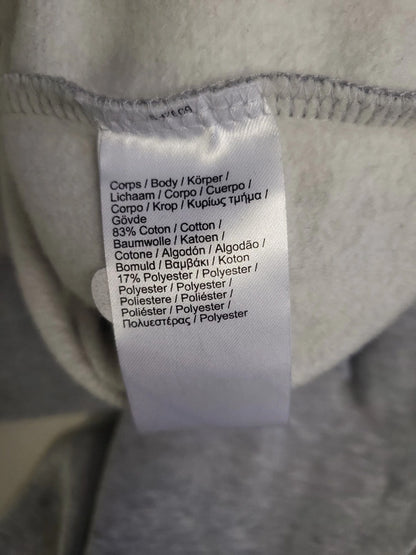 Corps / Body / Körper /
Lichaam / Corpo / Cuerpo /
Corpo / Krop / Κυρίως τμήμα /
Gövde
83% Coton / Cotton /
Baumwolle / Katoen /
Cotone / Algodón / Algodão /
Bomuld / Βαμβάκι / Koton
17% Polyester / Polyester /
Polyester / Polyester /
Poliestere / Poliéster /
Poliéster / Polyester /
Πολυεστέρας / Polyester